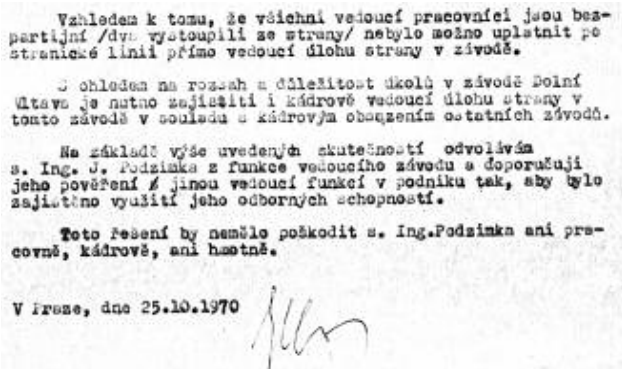 Vzhledem k tomu, že všichni vedoucí pracovníci jsou bez-
partijní /dva vystoupili ze strany/ nebylo možno uplatnit po
stranické linii přímo vedoucí úlohu strany v závodě.
S ohledem na rozsah a důležitost úkolů v závodě Dolní
Vltava je nutno zajistiti i kádrově vedoucí úlohu strany v
tomto závodě v souladu s kádrovým obsazením ostatních závodů.
Na základě výše uvedených skutečností odvolávám
s. Ing. J. Podzimka z funkce vedoucího závodu a doporučuji
jeho pověření jinou vedoucí funkcí v podniku tak, aby bylo
zajištěno využití jeho odborných schopností.
Toto řešení by nemělo poškodit s. Ing.Podzimka ani pra-
covně, kádrově, ani hmotně.
V Praze, dne 25.10.1970